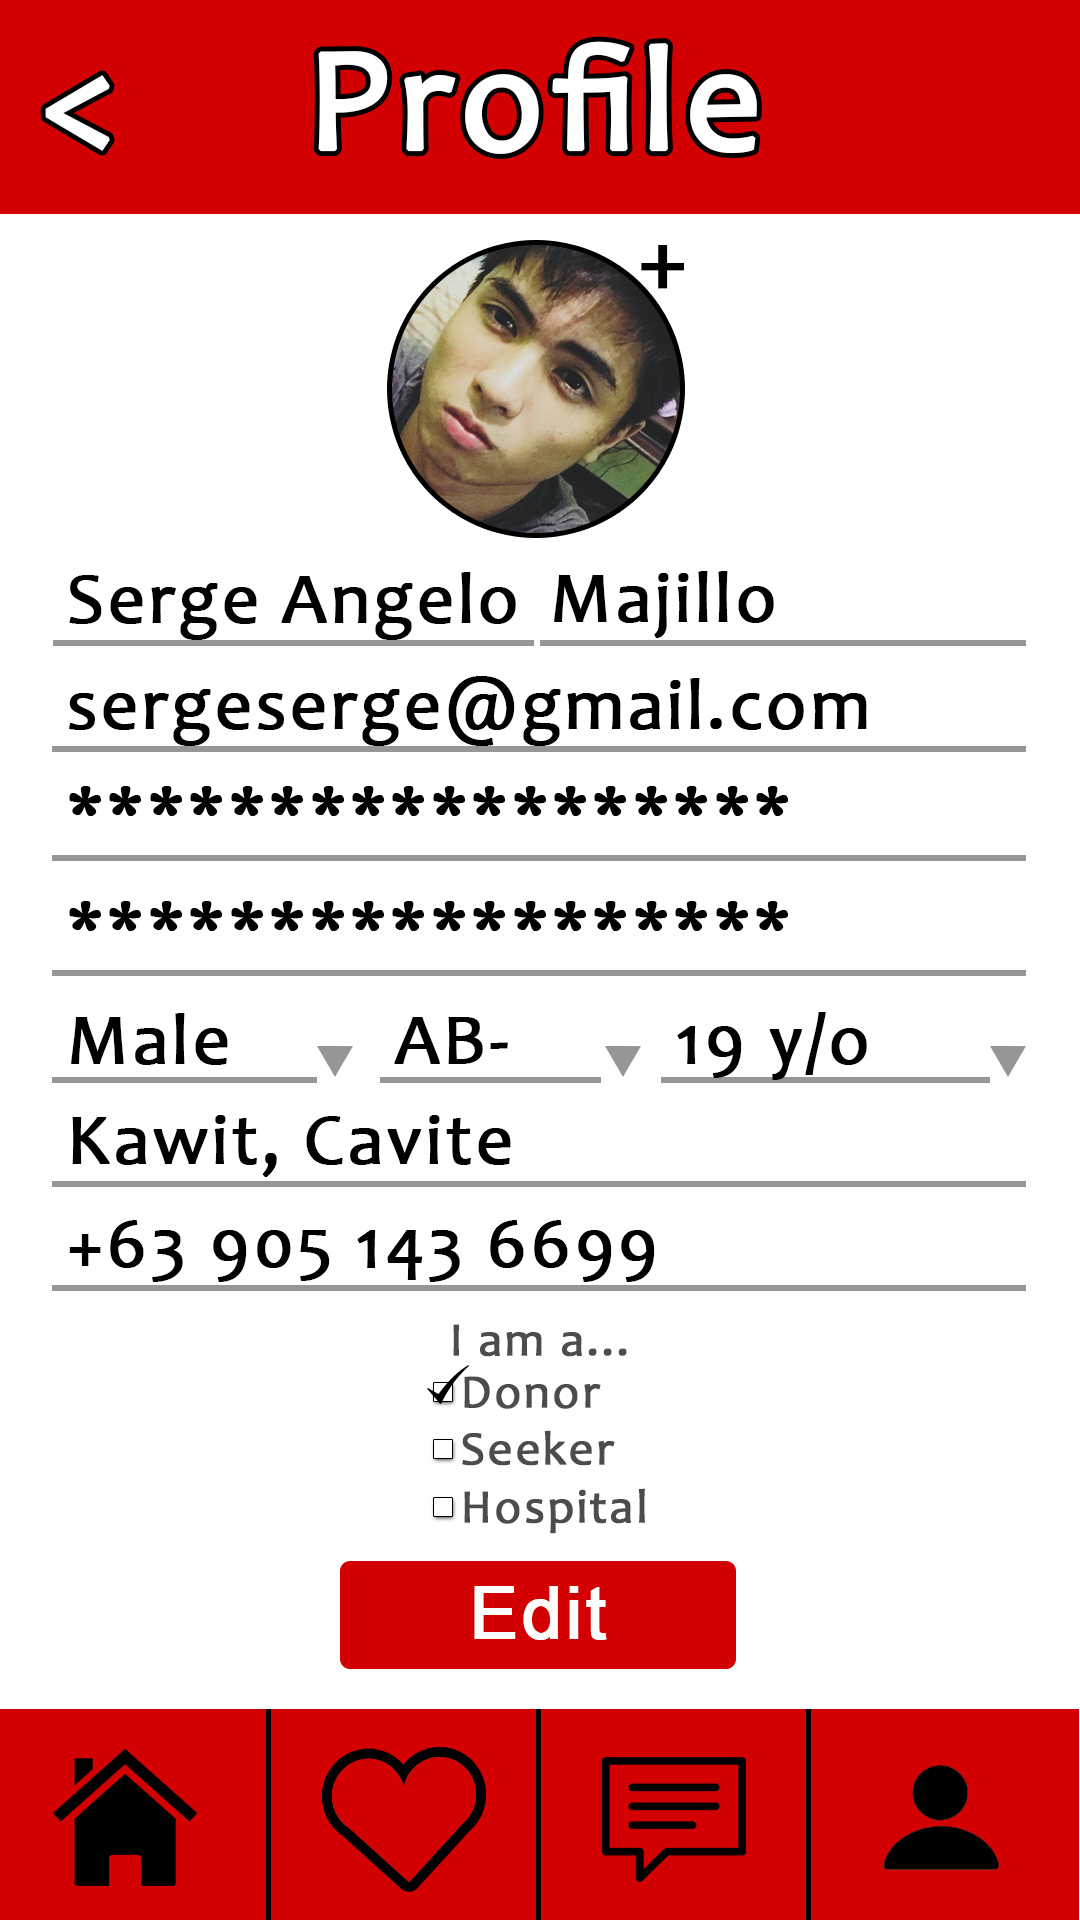 < Profile
+
Serge Angelo Majillo
sergeserge@gmail.com
******************
******************
Male AB- 19 y/o
Kawit, Cavite
+63 905 143 6699
I am a...
Donor
Seeker
Hospital
Edit